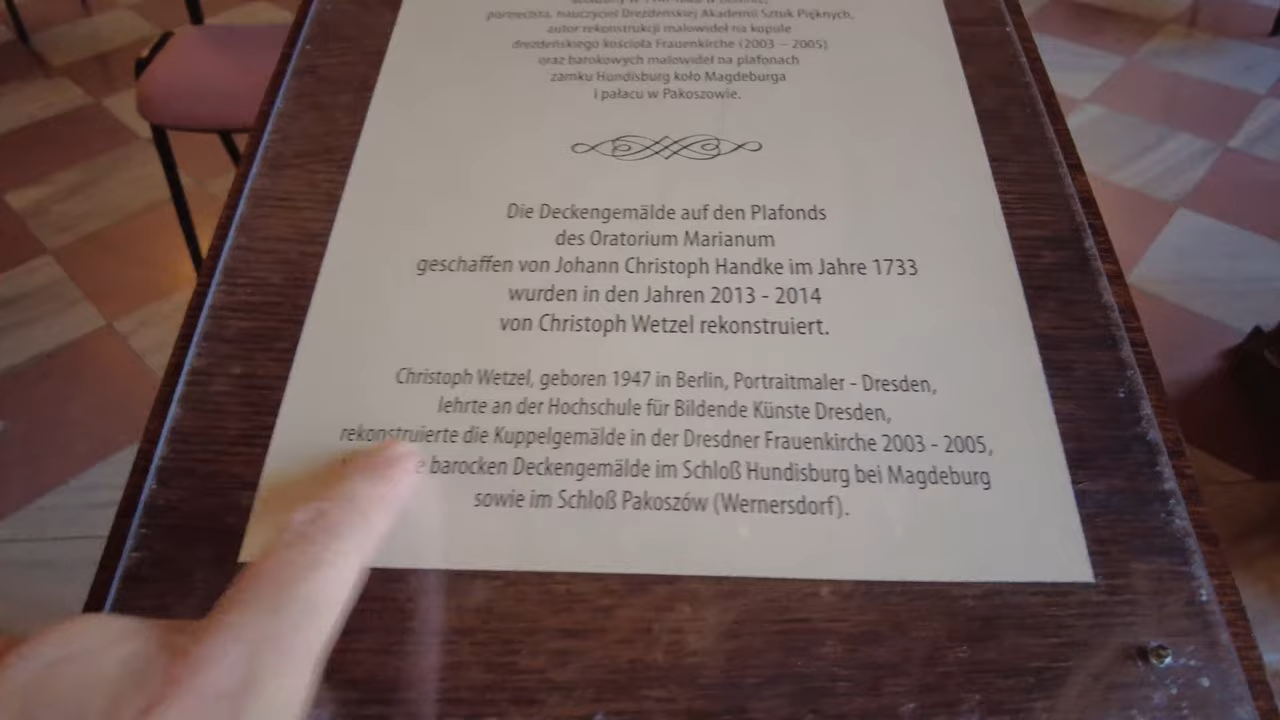 portrecista, nauczyciel Drezdeńskiej Akademii Sztuk Pięknych,
autor rekonstrukcji malowideł na kopule
drezdeńskiego kościoła Frauenkirche (2003 – 2005)
oraz barokowych malowideł na plafonach
zamku Hundisburg koło Magdeburga
i pałacu w Pakoszowie.
Die Deckengemälde auf den Plafonds
des Oratorium Marianum
geschaffen von Johann Christoph Handke im Jahre 1733
wurden in den Jahren 2013 - 2014
von Christoph Wetzel rekonstruiert.
Christoph Wetzel, geboren 1947 in Berlin, Portraitmaler - Dresden,
lehrte an der Hochschule für Bildende Künste Dresden,
rekonstruierte die Kuppelgemälde in der Dresdner Frauenkirche 2003 - 2005,
barocken Deckengemälde im Schloß Hundisburg bei Magdeburg
sowie im Schloß Pakoszów (Wernersdorf).